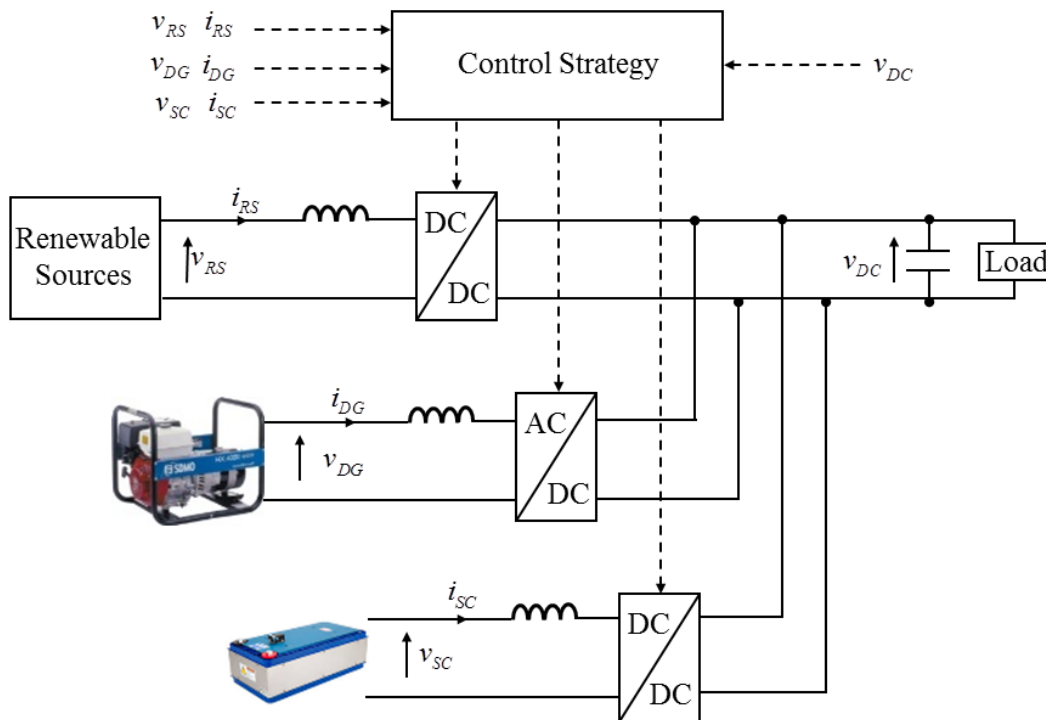 v_RS i_RS
v_DG i_DG
v_SC i_SC
Control Strategy
v_DC
Renewable
Sources
i_RS
v_RS
DC
DC
v_DC
Load
i_DG
v_DG
SDMO
AC
DC
i_SC
v_SC
DC
DC